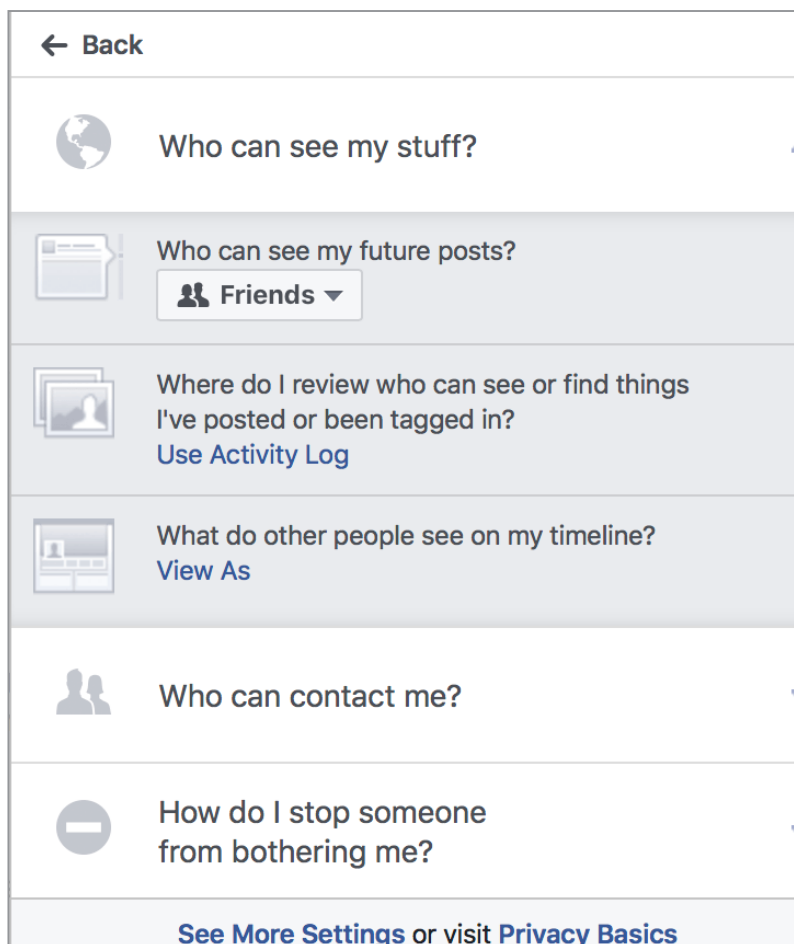 Back
Who can see my stuff?
Who can see my future posts?
Friends
Where do I review who can see or find things
I've posted or been tagged in?
Use Activity Log
What do other people see on my timeline?
View As
Who can contact me?
How do I stop someone
from bothering me?
See More Settings or visit Privacy Basics